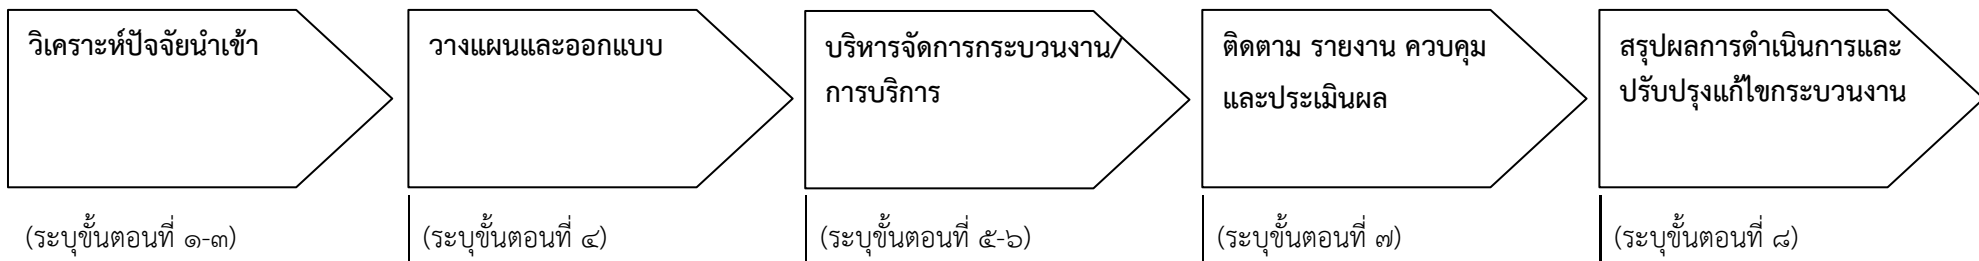 วิเคราะห์ปัจจัยนำเข้า
วางแผนและออกแบบ
บริหารจัดการกระบวนงาน/
การบริการ
ติดตาม รายงาน ควบคุม
และประเมินผล
สรุปผลการดำเนินการและ
ปรับปรุงแก้ไขกระบวนงาน
(ระบุขั้นตอนที่ ๑-๓)
(ระบุขั้นตอนที่ ๔)
(ระบุขั้นตอนที่ ๕-๖)
(ระบุขั้นตอนที่ ๗)
(ระบุขั้นตอนที่ ๘)